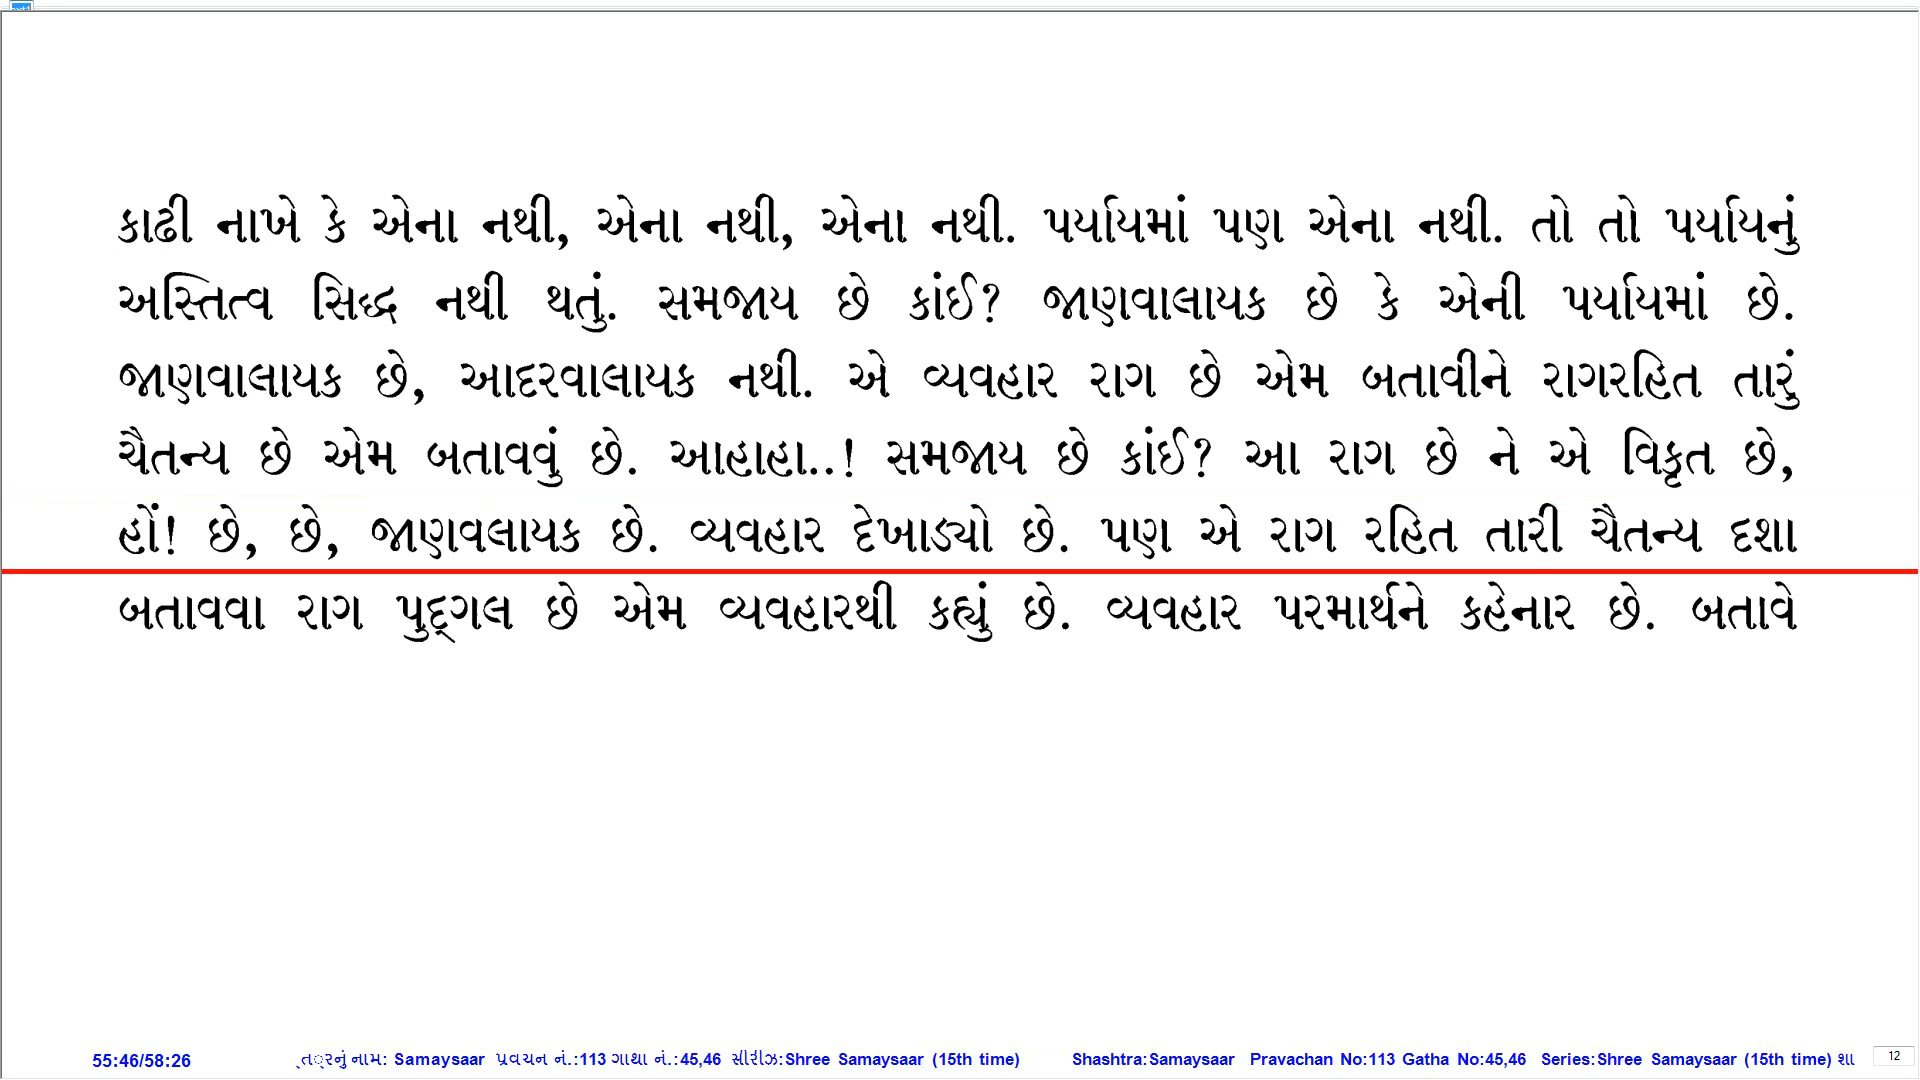 કાઢી નાખે કે એના નથી, એના નથી, એના નથી. પર્યાયમાં પણ એના નથી. તો તો પર્યાયનું
અસ્તિત્વ સિદ્ધ નથી થતું. સમજાય છે કાંઈ? જાણવાલાયક છે કે એની પર્યાયમાં છે.
જાણવાલાયક છે, આદરવાલાયક નથી. એ વ્યવહાર રાગ છે એમ બતાવીને રાગરહિત તારું
ચૈતન્ય છે એમ બતાવવું છે. આહાહા..! સમજાય છે કાંઈ? આ રાગ છે ને એ વિકૃત છે,
હોં! છે, છે, જાણવલાયક છે. વ્યવહાર દેખાડ્યો છે. પણ એ રાગ રહિત તારી ચૈતન્ય દશા
બતાવવા રાગ પુદ્‌ગલ છે એમ વ્યવહારથી કહ્યું છે. વ્યવહાર પરમાર્થને કહેનાર છે. બતાવે
55:46/58:26 નામ: Samaysaar પ્રવચન નં.:113 ગાથા નં.:45,46 સીરીઝ:Shree Samaysaar (15th time) Shashtra:Samaysaar Pravachan No:113 Gatha No:45,46 Series:Shree Samaysaar (15th time) શા 12